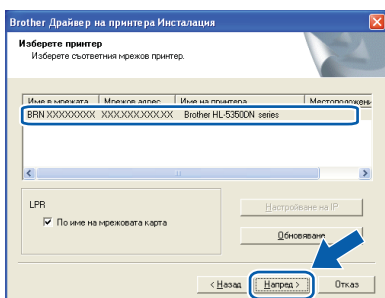 Brother Драйвер на принтера Инсталация
Изберете принтер
Изберете съответния мрежов принтер.
Име в мрежата Мрежов адрес Име на принтера Местоположени
BRN XXXXXXXX XXX.XXX.XXX.XX Brother HL-5350DN series
LPR
По име на мрежовата карта
Настройване на IP
Обновяване
< Назад Напред > Отказ